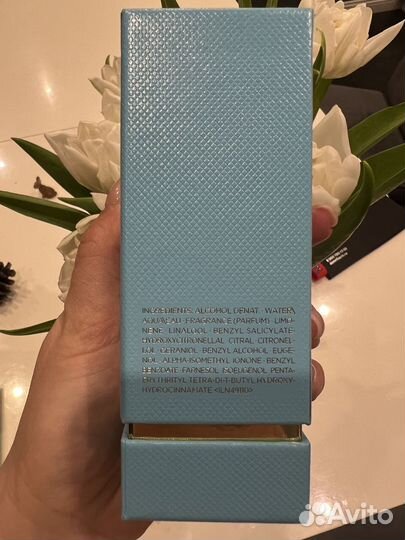 INGREDIENTS: ALCOHOL DENAT · WATER\
AQUA\EAU · FRAGRANCE (PARFUM) · LIMO-
NENE · LINALOOL · BENZYL SALICYLATE ·
HYDROXYCITRONELLAL · CITRAL · CITRONEL-
LOL · GERANIOL · BENZYL ALCOHOL · EUGE-
NOL · ALPHA-ISOMETHYL IONONE · BENZYL
BENZOATE · FARNESOL · ISOEUGENOL · PENTA-
ERYTHRITYL TETRA-DI-T-BUTYL HYDROXY-
HYDROCINNAMATE <ILN49110>
Avito